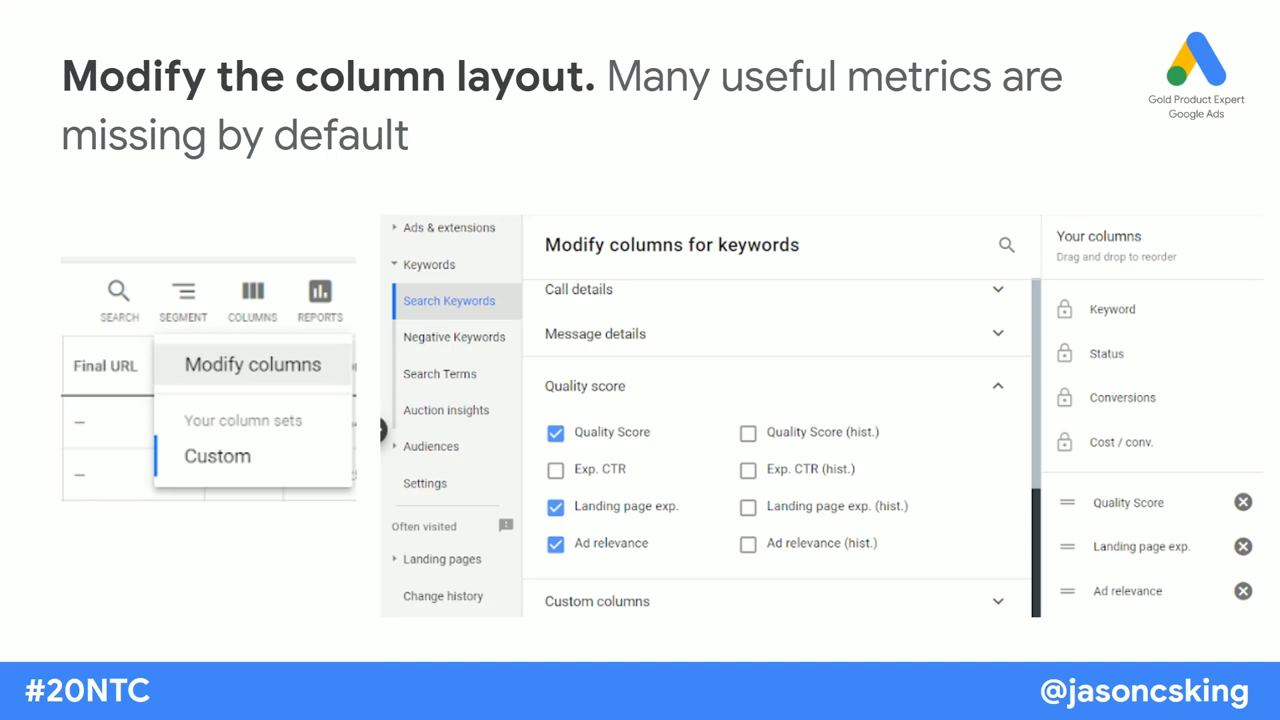 Modify the column layout. Many useful metrics are
missing by default
Gold Product Expert
Google Ads
SEARCH
SEGMENT
COLUMNS
REPORTS
Final URL
Modify columns
Your column sets
Custom
Ads & extensions
Keywords
Search Keywords
Negative Keywords
Search Terms
Auction insights
Audiences
Settings
Often visited
Landing pages
Change history
Modify columns for keywords
Call details
Message details
Quality score
Quality Score
Quality Score (hist.)
Exp. CTR
Exp. CTR (hist.)
Landing page exp.
Landing page exp. (hist.)
Ad relevance
Ad relevance (hist.)
Custom columns
Your columns
Drag and drop to reorder
Keyword
Status
Conversions
Cost / conv.
Quality Score
Landing page exp.
Ad relevance
#20NTC
@jasoncsking